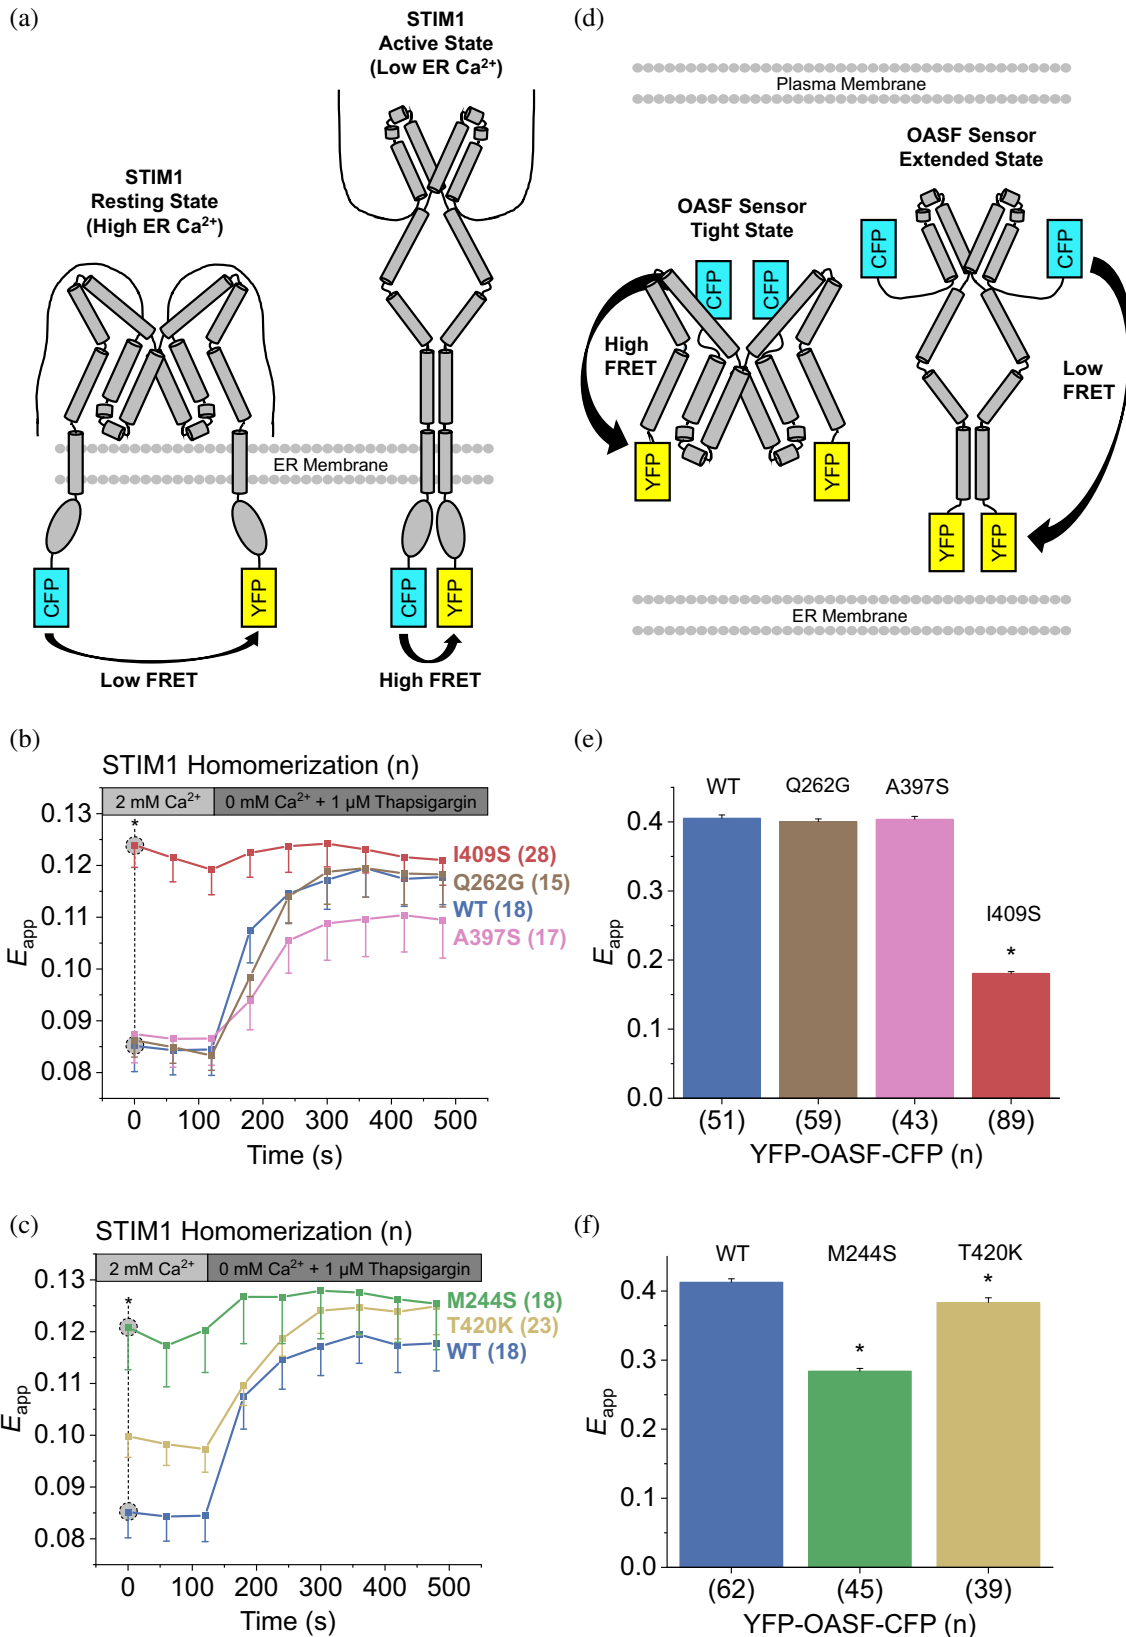 (a)
STIM1
Active State
(Low ER Ca²⁺)
STIM1
Resting State
(High ER Ca²⁺)
ER Membrane
CFP
YFP
CFP
YFP
Low FRET
High FRET
(d)
Plasma Membrane
OASF Sensor
Extended State
OASF Sensor
Tight State
CFP
CFP
CFP
CFP
High
FRET
Low
FRET
YFP
YFP
YFP
YFP
ER Membrane
(b)
STIM1 Homomerization (n)
2 mM Ca²⁺
0 mM Ca²⁺ + 1 µM Thapsigargin
0.13
0.12
0.11
0.10
0.09
0.08
Eapp
*
I409S (28)
Q262G (15)
WT (18)
A397S (17)
0 100 200 300 400 500
Time (s)
(e)
WT
Q262G
A397S
I409S
*
0.4
0.3
0.2
0.1
0.0
Eapp
(51) (59) (43) (89)
YFP-OASF-CFP (n)
(c)
STIM1 Homomerization (n)
2 mM Ca²⁺
0 mM Ca²⁺ + 1 µM Thapsigargin
0.13
0.12
0.11
0.10
0.09
0.08
Eapp
*
M244S (18)
T420K (23)
WT (18)
0 100 200 300 400 500
Time (s)
(f)
WT
M244S
T420K
*
*
0.4
0.3
0.2
0.1
0.0
Eapp
(62) (45) (39)
YFP-OASF-CFP (n)